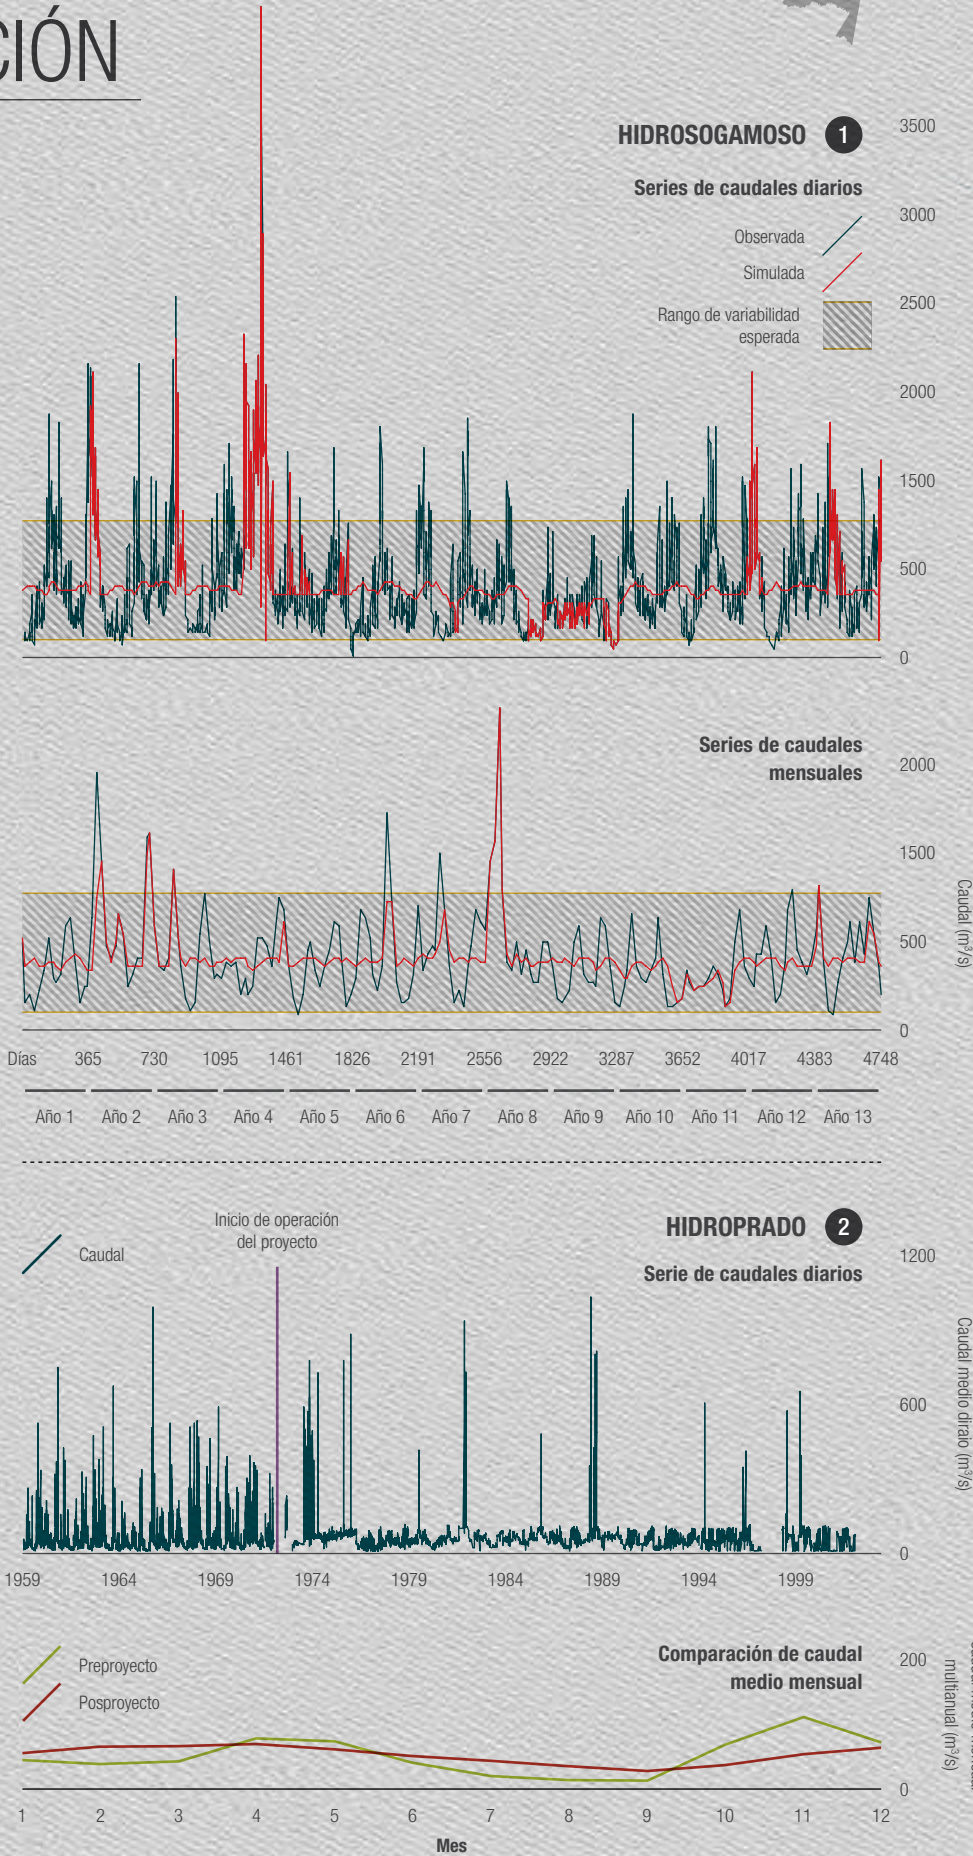 CIÓN
HIDROSOGAMOSO 1
Series de caudales diarios
Observada
Simulada
Rango de variabilidad
esperada
3500
3000
2500
2000
1500
500
0
Series de caudales
mensuales
2000
1500
500
0
Caudal (m³/s)
Días 365 730 1095 1461 1826 2191 2556 2922 3287 3652 4017 4383 4748
Año 1 Año 2 Año 3 Año 4 Año 5 Año 6 Año 7 Año 8 Año 9 Año 10 Año 11 Año 12 Año 13
Caudal
Inicio de operación
del proyecto
HIDROPRADO 2
Serie de caudales diarios
1200
600
0
Caudal medio diraio (m³/s)
1959 1964 1969 1974 1979 1984 1989 1994 1999
Preproyecto
Posproyecto
Comparación de caudal
medio mensual
200
0
multianual (m³/s)
1 2 3 4 5 6 7 8 9 10 11 12
Mes